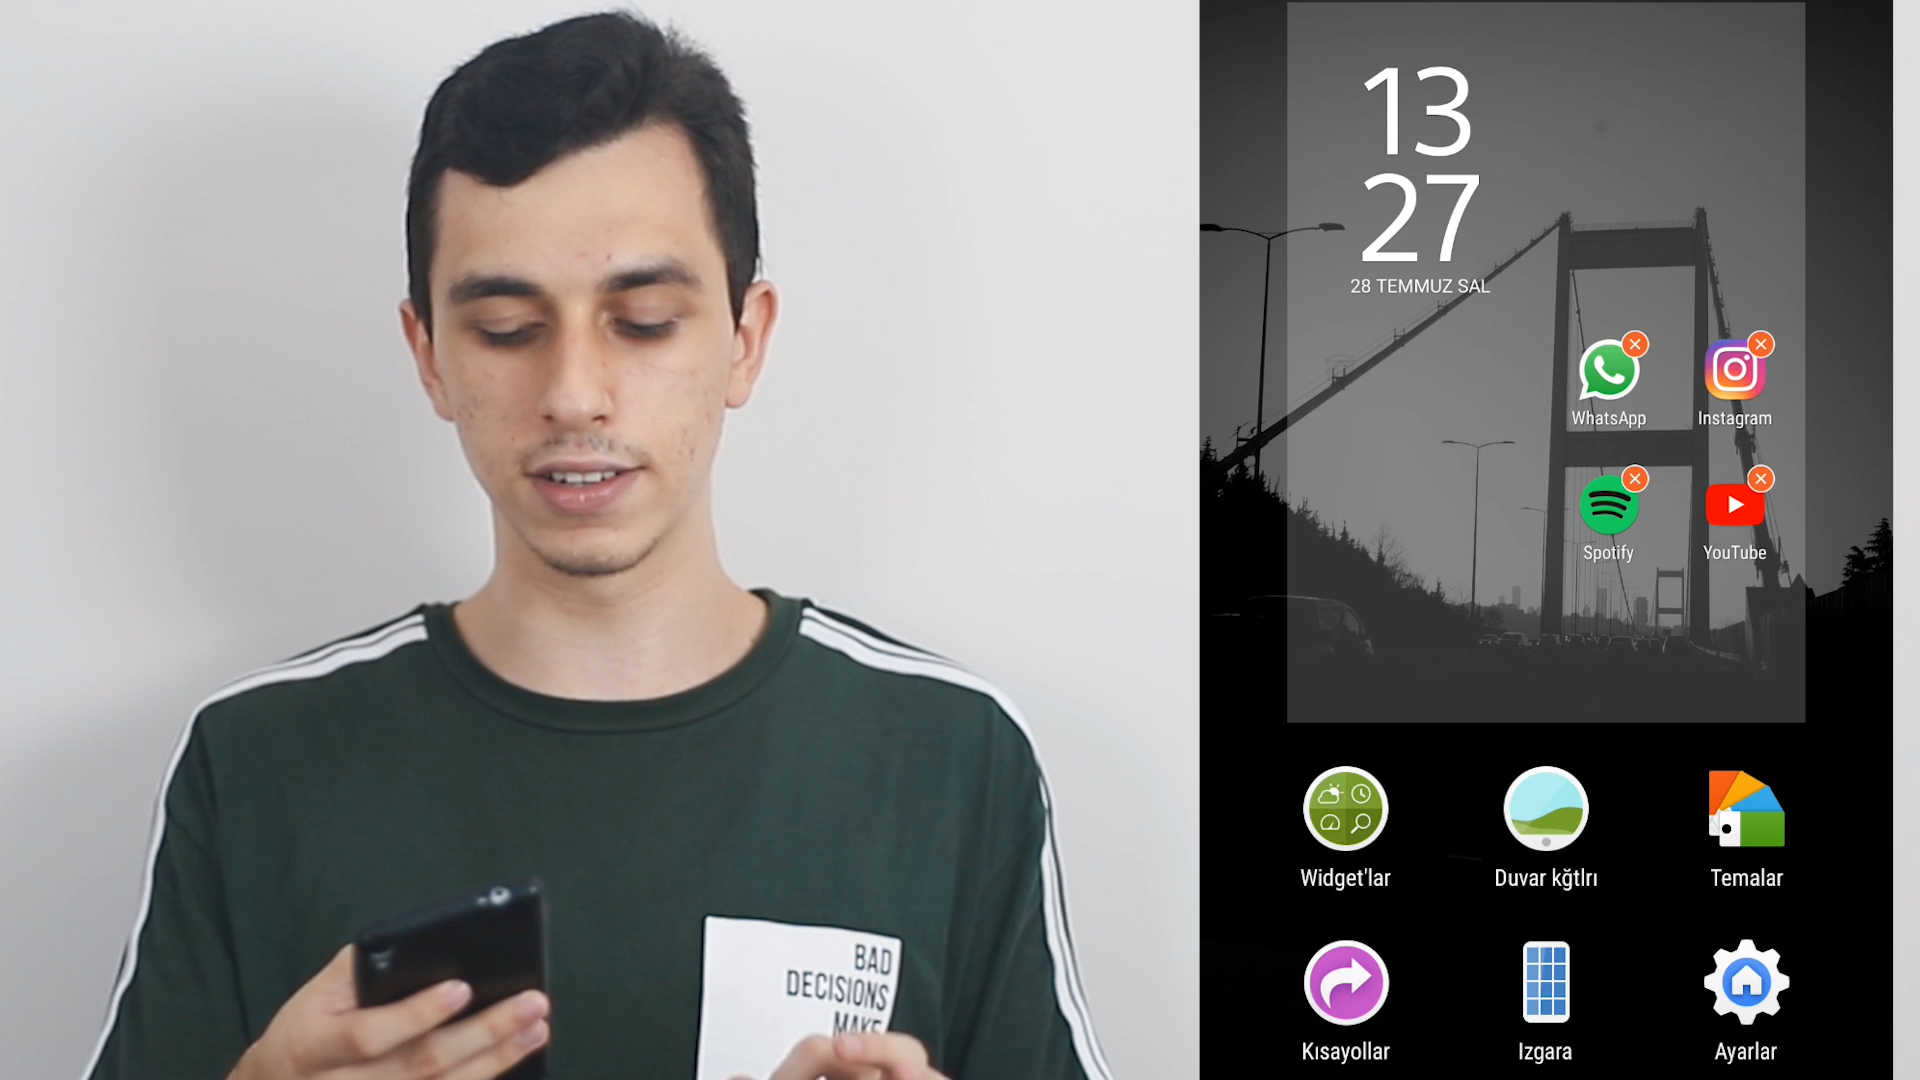 BAD
DECISIONS
MAKE
13
27
28 TEMMUZ SAL
WhatsApp
Instagram
Spotify
YouTube
Widget'lar
Duvar kğtlrı
Temalar
Kısayollar
Izgara
Ayarlar